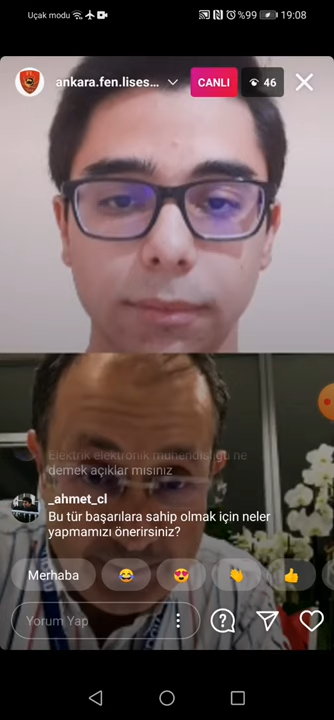 Uçak modu %99 19:08
ankara.fen.lises... CANLI 46
Elektrik elektronik mühendisliği ne
demek açıklar mısınız
_ahmet_cl
Bu tür başarılara sahip olmak için neler
yapmamızı önerirsiniz?
Merhaba
Yorum Yap